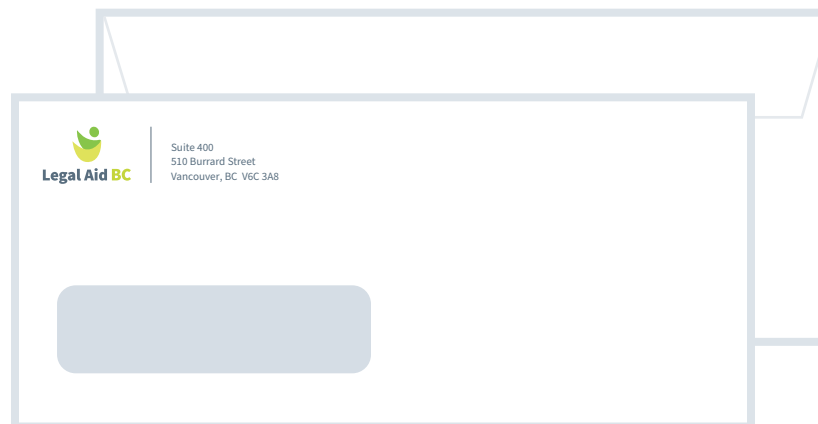 Legal Aid BC
Suite 400
510 Burrard Street
Vancouver, BC  V6C 3A8